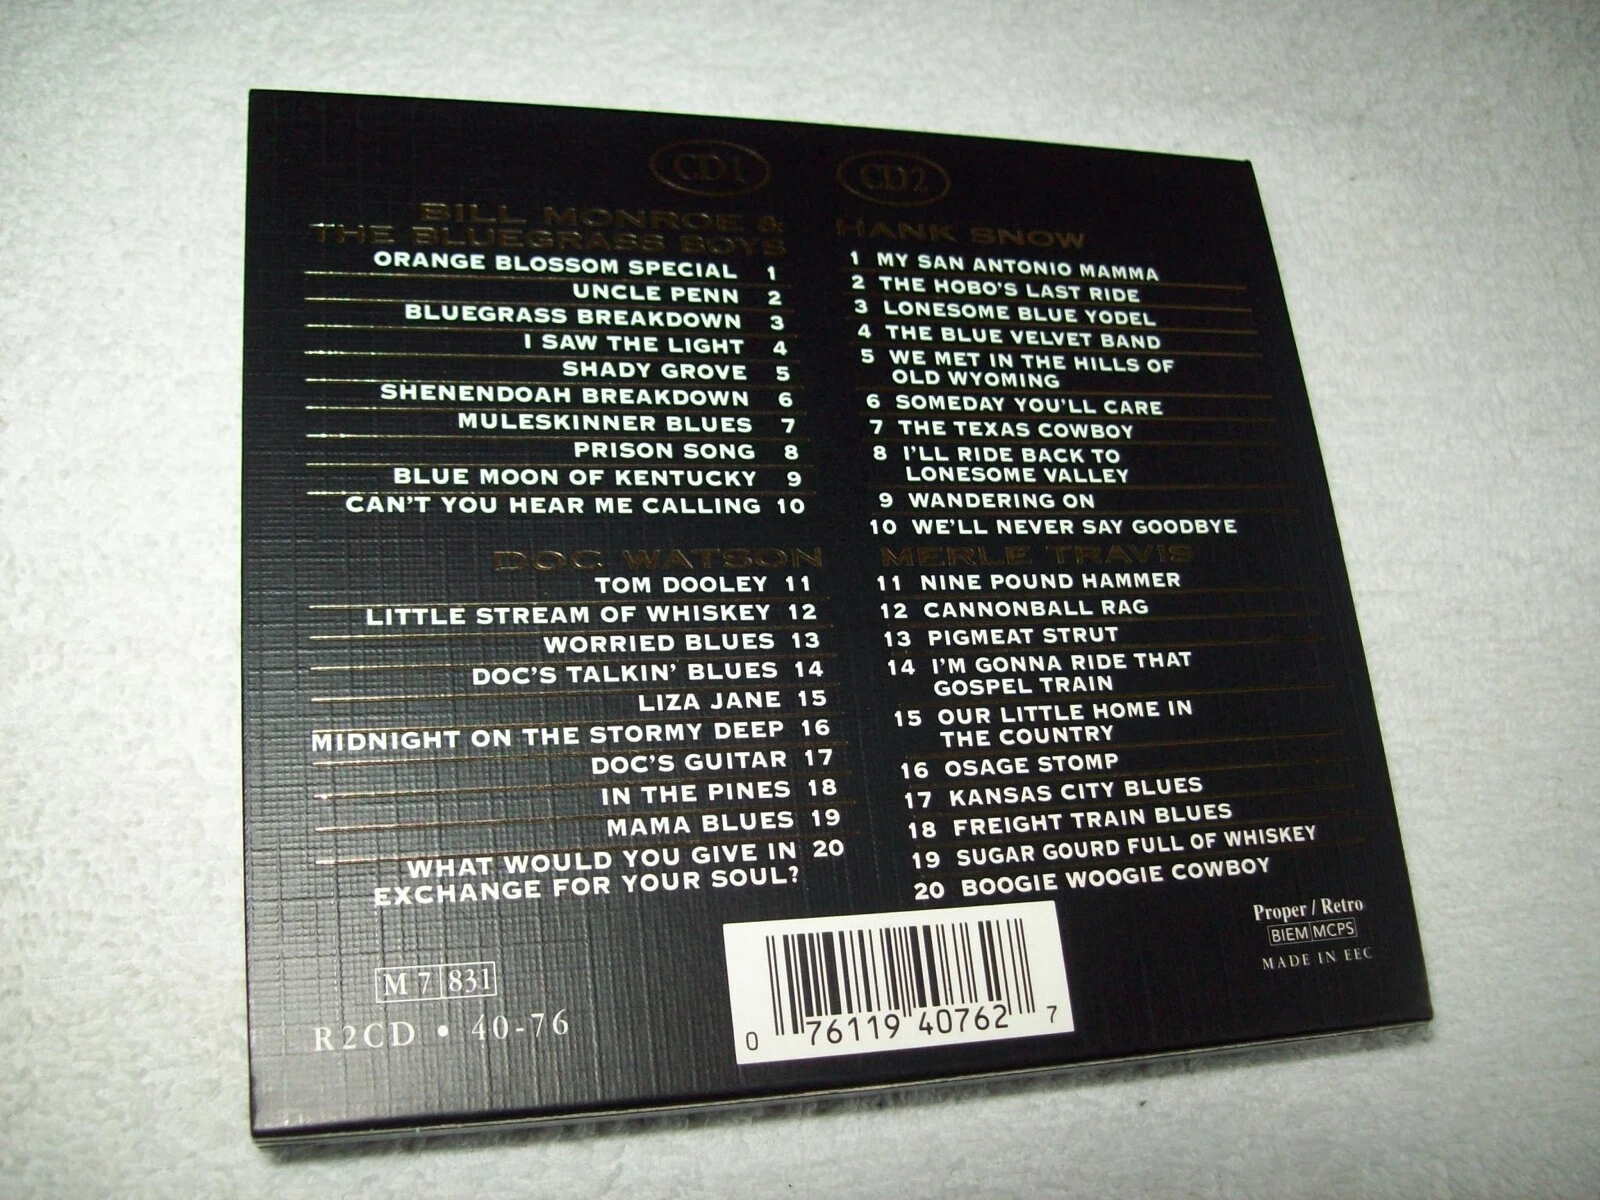 CD 1
BILL MONROE &
THE BLUEGRASS BOYS
ORANGE BLOSSOM SPECIAL 1
UNCLE PENN 2
BLUEGRASS BREAKDOWN 3
I SAW THE LIGHT 4
SHADY GROVE 5
SHENENDOAH BREAKDOWN 6
MULESKINNER BLUES 7
PRISON SONG 8
BLUE MOON OF KENTUCKY 9
CAN'T YOU HEAR ME CALLING 10
DOC WATSON
TOM DOOLEY 11
LITTLE STREAM OF WHISKEY 12
WORRIED BLUES 13
DOC'S TALKIN' BLUES 14
LIZA JANE 15
MIDNIGHT ON THE STORMY DEEP 16
DOC'S GUITAR 17
IN THE PINES 18
MAMA BLUES 19
WHAT WOULD YOU GIVE IN 20
EXCHANGE FOR YOUR SOUL?
CD 2
HANK SNOW
1 MY SAN ANTONIO MAMMA
2 THE HOBO'S LAST RIDE
3 LONESOME BLUE YODEL
4 THE BLUE VELVET BAND
5 WE MET IN THE HILLS OF
OLD WYOMING
6 SOMEDAY YOU'LL CARE
7 THE TEXAS COWBOY
8 I'LL RIDE BACK TO
LONESOME VALLEY
9 WANDERING ON
10 WE'LL NEVER SAY GOODBYE
MERLE TRAVIS
11 NINE POUND HAMMER
12 CANNONBALL RAG
13 PIGMEAT STRUT
14 I'M GONNA RIDE THAT
GOSPEL TRAIN
15 OUR LITTLE HOME IN
THE COUNTRY
16 OSAGE STOMP
17 KANSAS CITY BLUES
18 FREIGHT TRAIN BLUES
19 SUGAR GOURD FULL OF WHISKEY
20 BOOGIE WOOGIE COWBOY
M 7 831
R2CD • 40-76
0 76119 40762 7
Proper / Retro
BIEM MCPS
MADE IN EEC